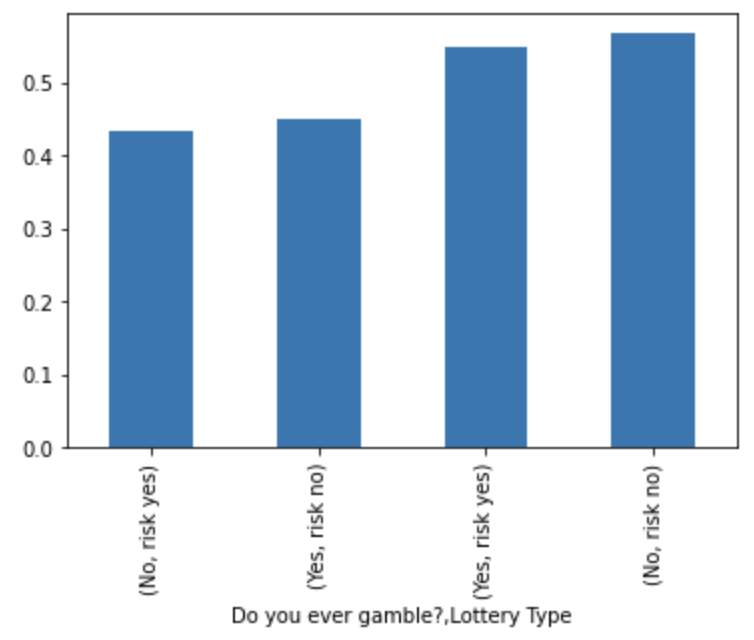 0.5
0.4
0.3
0.2
0.1
0.0
(No, risk yes)
(Yes, risk no)
(Yes, risk yes)
(No, risk no)
Do you ever gamble?,Lottery Type